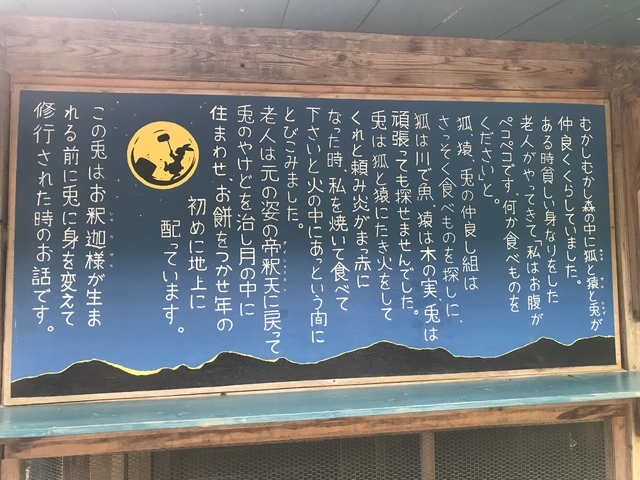 むかしむかし森の中に狐と猿と兎が
仲良くくらしていました。
ある時貧しい身なりをした
老人がやってきて、「私はお腹が
ペコペコです。何か食べものを
くださいと。
狐、猿、兎の仲良し組は
さっそく食べものを探しに、
狐は川で魚、猿は木の実、兎は
頑張っても探せませんでした。
兎は狐と猿にたき火をして
くれと頼み炎がまっ赤に
なった時、私を焼いて食べて
下さいと火の中にあっという間に
とびこみました。
老人は元の姿の帝釈天に戻って
兎のやけどを治し月の中に
住まわせ、お餅をつかせ年の
初めに地上に
配っています。
この兎はお釈迦様が生ま
れる前に兎に身を変えて
修行された時のお話です。